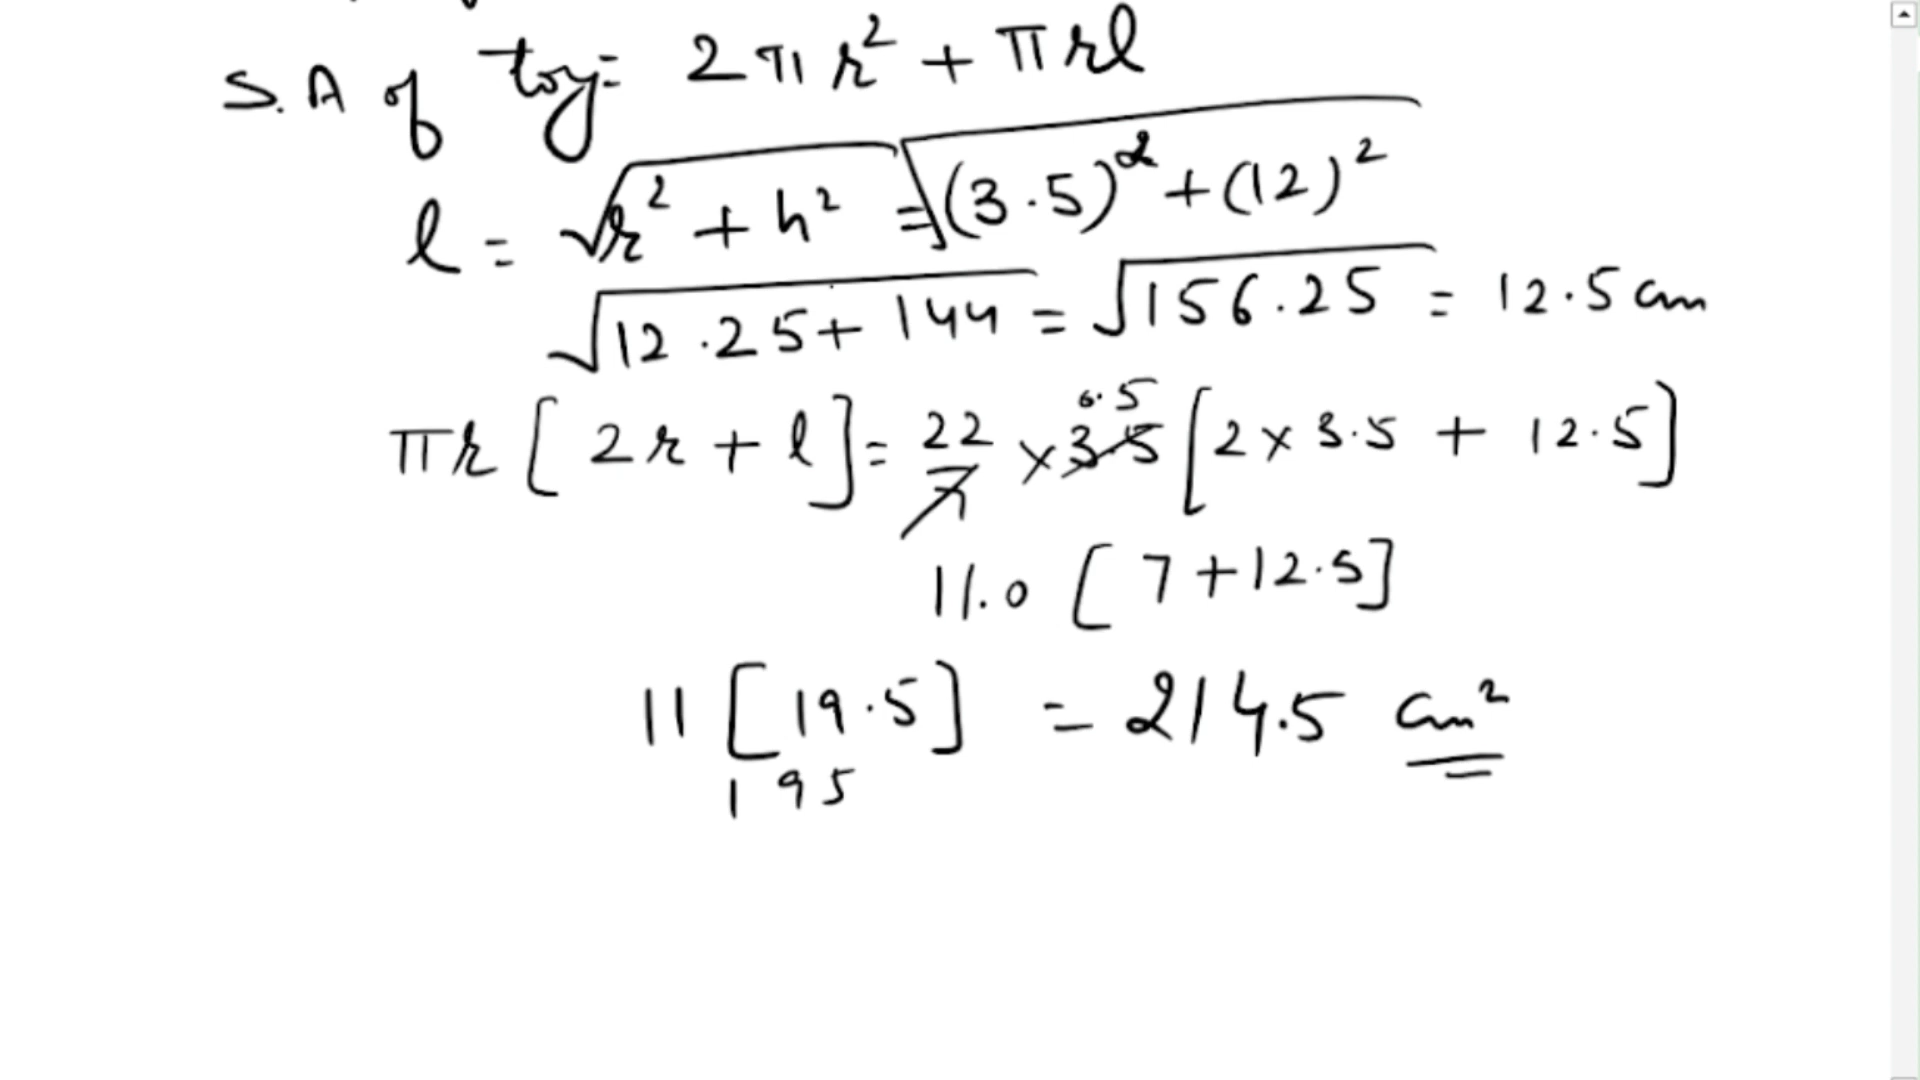 S.A of toy = 2πr² + πrl
l = √r² + h² = √(3.5)² + (12)²
√12.25 + 144 = √156.25 = 12.5 cm
0.5
πr [2r + l] = 22/7 × 3.5 [2 × 3.5 + 12.5]
11.0 [7 + 12.5]
11 [19.5] = 214.5 cm²
195